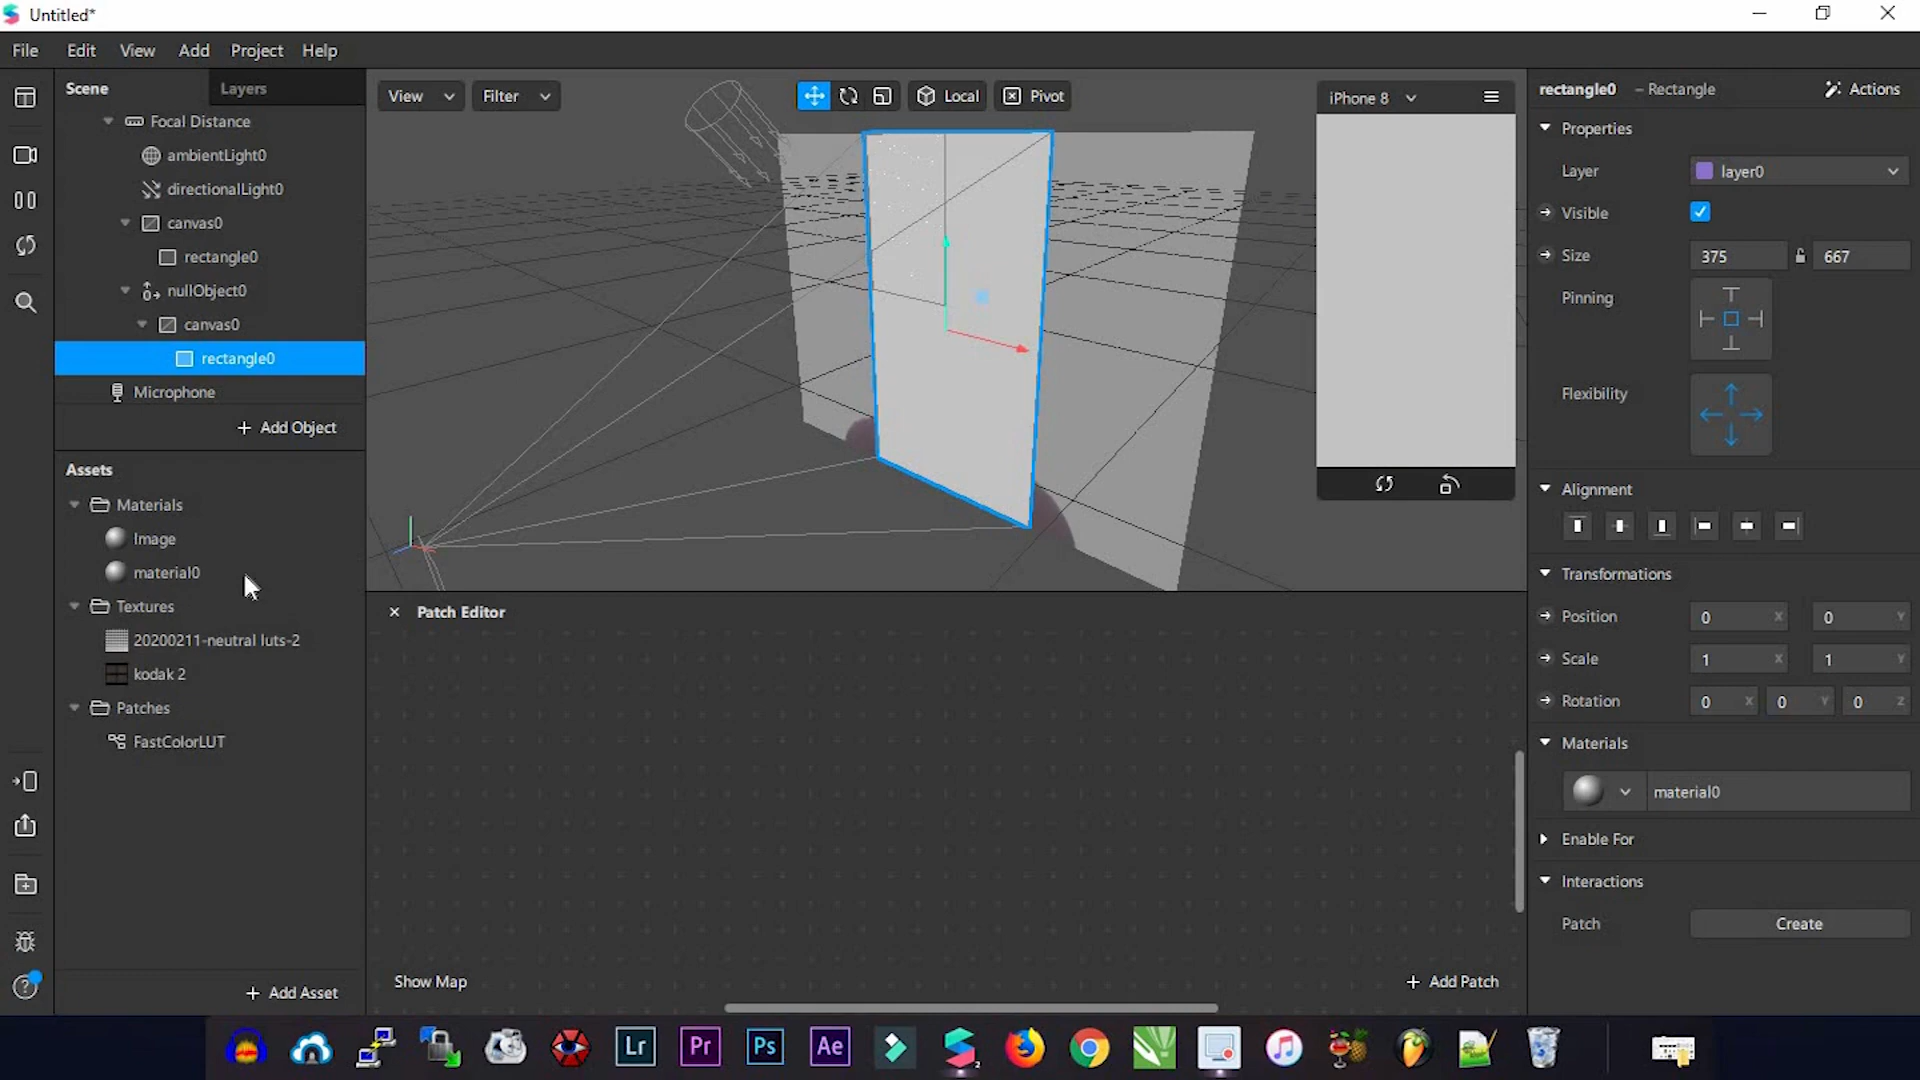 Untitled*
File Edit View Add Project Help
Scene Layers
Focal Distance
ambientLight0
directionalLight0
canvas0
rectangle0
nullObject0
canvas0
rectangle0
Microphone
+ Add Object
Assets
Materials
Image
material0
Textures
20200211-neutral luts-2
kodak 2
Patches
FastColorLUT
+ Add Asset
View Filter Local Pivot
iPhone 8
Patch Editor
Show Map + Add Patch
rectangle0 – Rectangle Actions
Properties
Layer layer0
Visible
Size 375 667
Pinning
Flexibility
Alignment
Transformations
Position 0 X 0 Y
Scale 1 X 1 Y
Rotation 0 X 0 Y 0 Z
Materials
material0
Enable For
Interactions
Patch Create
Lr Pr Ps Ae 2